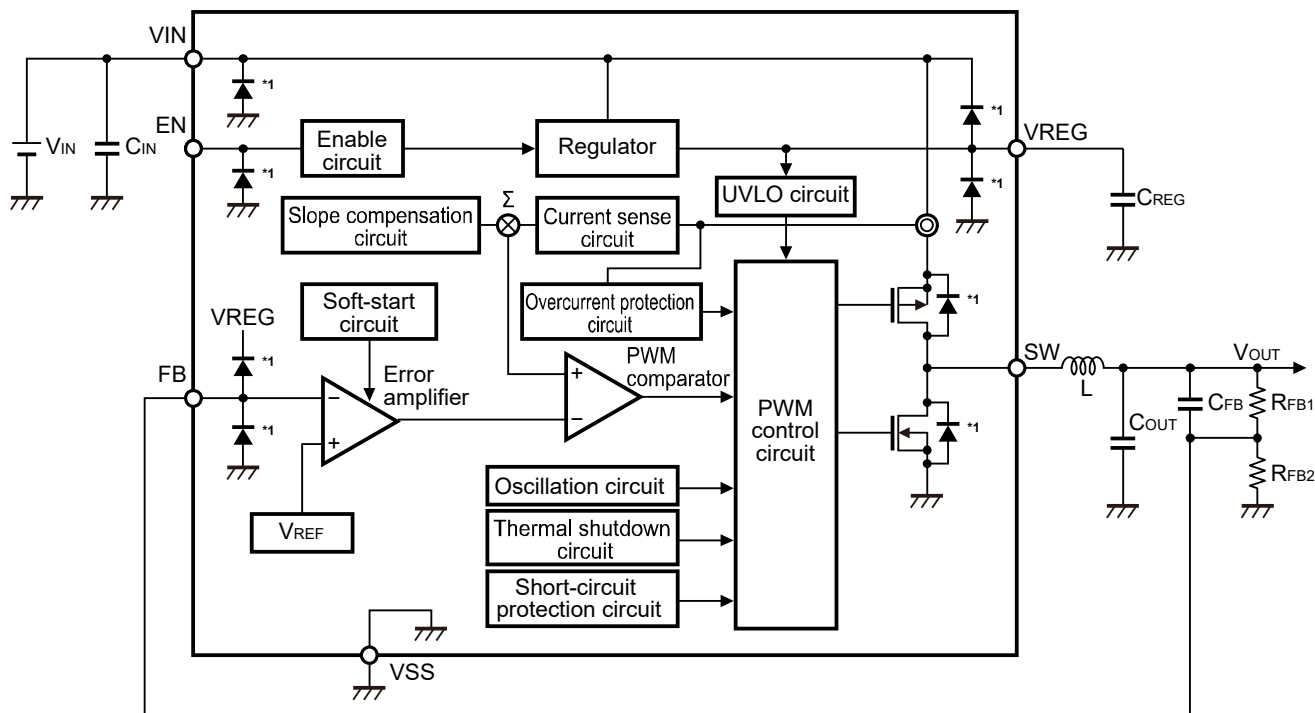 VIN
*1
*1
EN
Enable
circuit
Regulator
VREG
VIN
CIN
*1
UVLO circuit
*1
CREG
Σ
Slope compensation
circuit
Current sense
circuit
Soft-start
circuit
Overcurrent protection
circuit
*1
VREG
*1
FB
Error
amplifier
PWM
comparator
SW
VOUT
L
−
+
+
−
*1
PWM
control
circuit
*1
COUT
CFB
RFB1
RFB2
Oscillation circuit
VREF
Thermal shutdown
circuit
Short-circuit
protection circuit
VSS